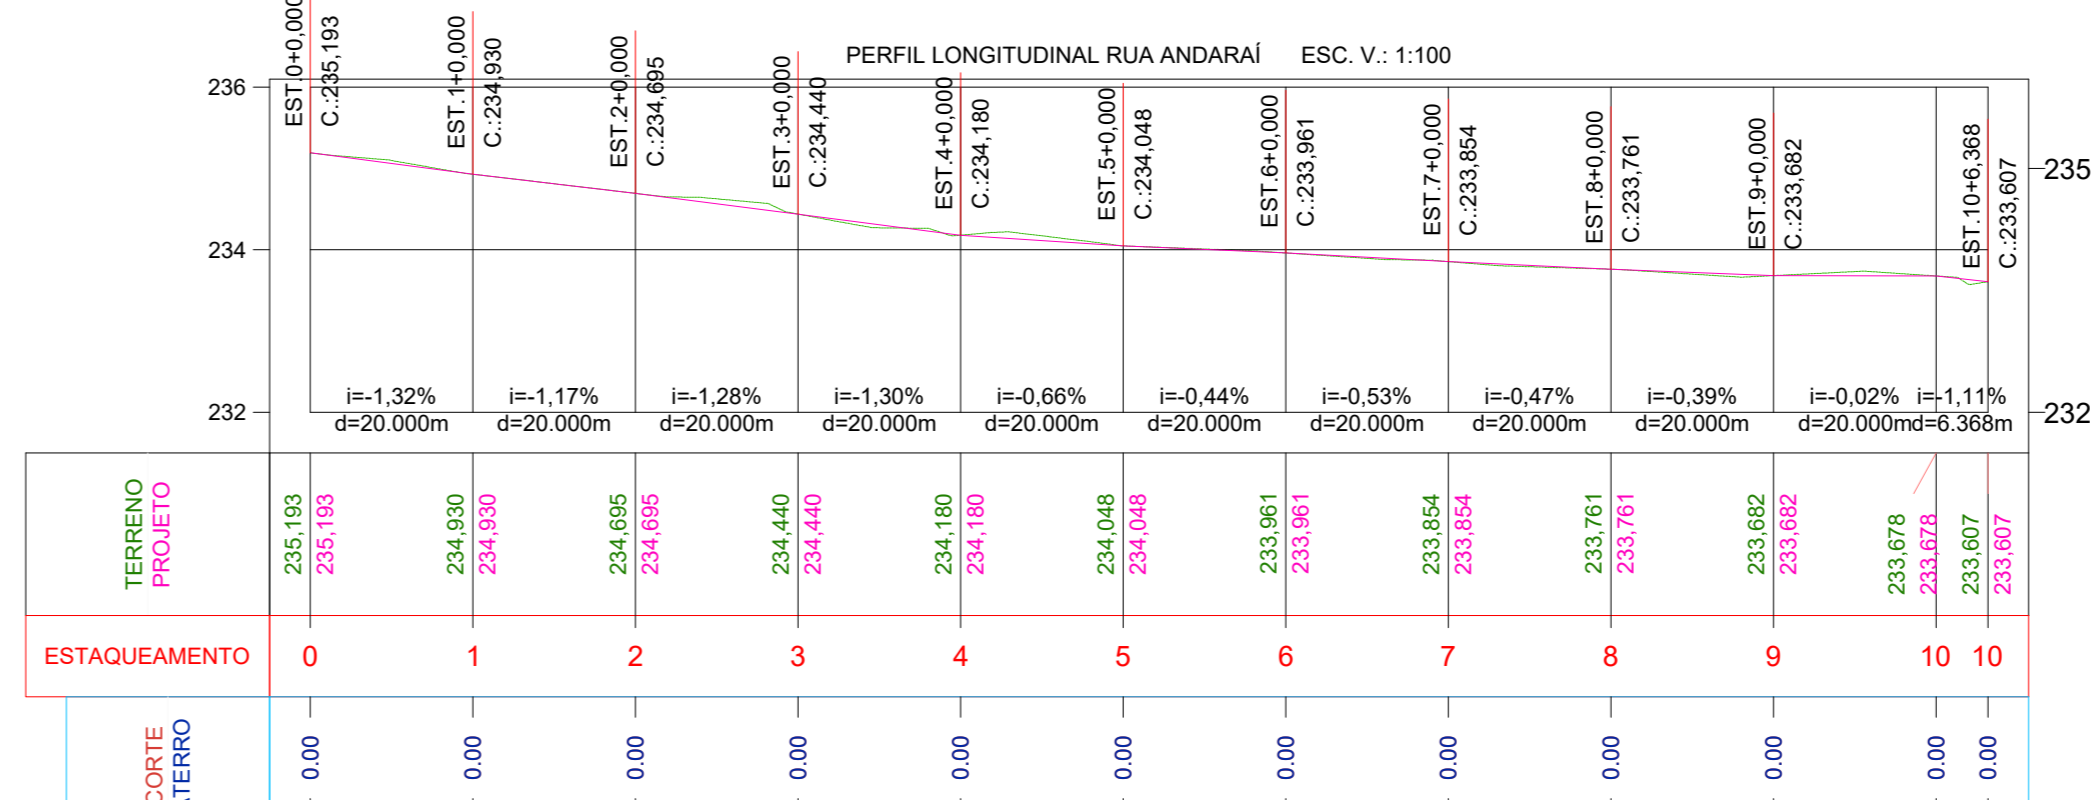 PERFIL LONGITUDINAL RUA ANDARAÍ ESC. V.: 1:100
EST.0+0,000
C.:235,193
EST.1+0,000
C.:234,930
EST.2+0,000
C.:234,695
EST.3+0,000
C.:234,440
EST.4+0,000
C.:234,180
EST.5+0,000
C.:234,048
EST.6+0,000
C.:233,961
EST.7+0,000
C.:233,854
EST.8+0,000
C.:233,761
EST.9+0,000
C.:233,682
EST.10+6,368
C.:233,607
236
235
234
232
232
i=-1,32% i=-1,17% i=-1,28% i=-1,30% i=-0,66% i=-0,44% i=-0,53% i=-0,47% i=-0,39% i=-0,02% i=-1,11%
d=20.000m d=20.000m d=20.000m d=20.000m d=20.000m d=20.000m d=20.000m d=20.000m d=20.000m d=20.000m d=6.368m
TERRENO
PROJETO
235,193
235,193
234,930
234,930
234,695
234,695
234,440
234,440
234,180
234,180
234,048
234,048
233,961
233,961
233,854
233,854
233,761
233,761
233,682
233,682
233,678
233,678
233,607
233,607
ESTAQUEAMENTO 0 1 2 3 4 5 6 7 8 9 10 10
CORTE
0.00 0.00 0.00 0.00 0.00 0.00 0.00 0.00 0.00 0.00 0.00 0.00